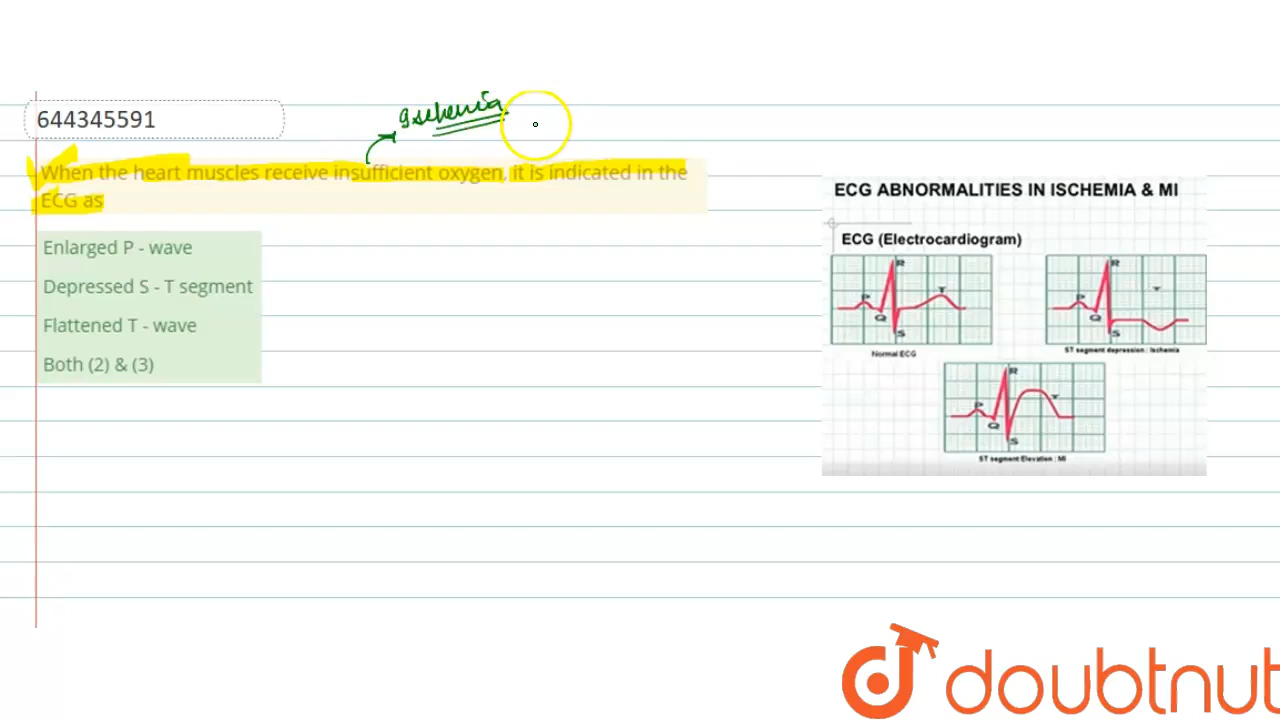 Ischemia
644345591
When the heart muscles receive insufficient oxygen, it is indicated in the
ECG as
Enlarged P - wave
Depressed S - T segment
Flattened T - wave
Both (2) & (3)
ECG ABNORMALITIES IN ISCHEMIA & MI
ECG (Electrocardiogram)
R
P
T
Q
S
Normal ECG
R
T
P
Q
S
ST segment depression : Ischemia
R
P
T
Q
S
ST segment Elevation : MI
doubtnut